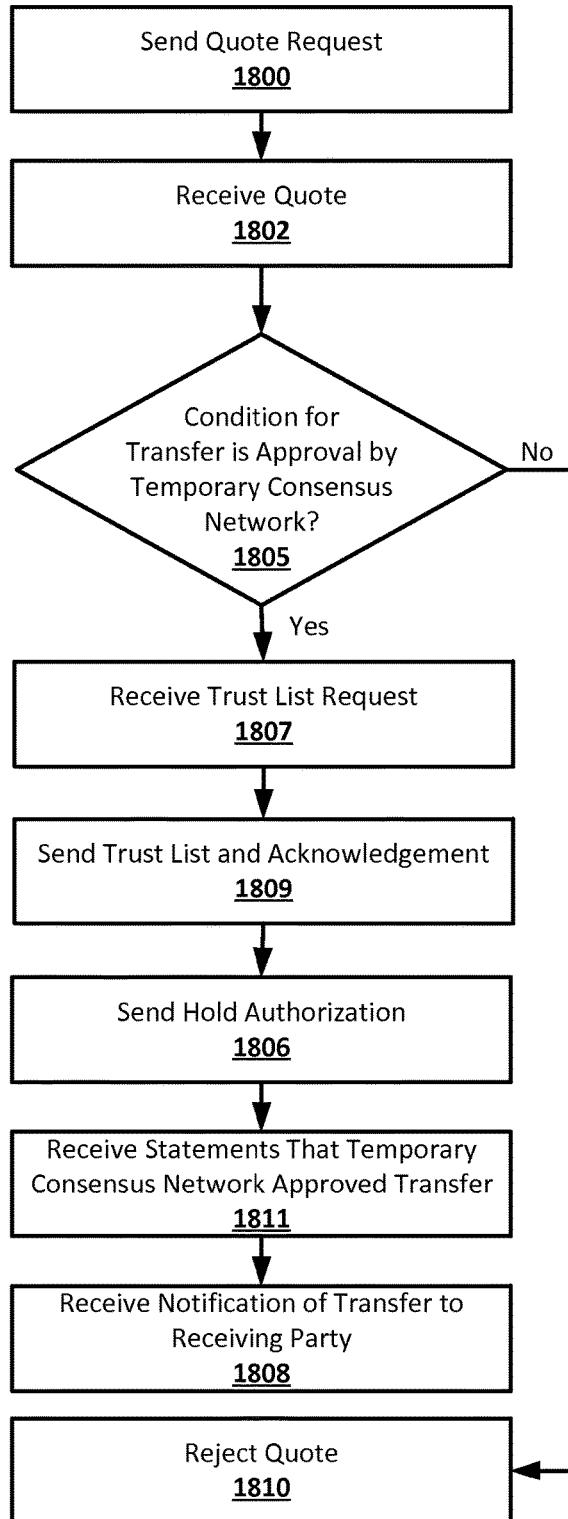 Send Quote Request
1800
Receive Quote
1802
Condition for
Transfer is Approval by
Temporary Consensus
Network?
1805
No
Yes
Receive Trust List Request
1807
Send Trust List and Acknowledgement
1809
Send Hold Authorization
1806
Receive Statements That Temporary
Consensus Network Approved Transfer
1811
Receive Notification of Transfer to
Receiving Party
1808
Reject Quote
1810